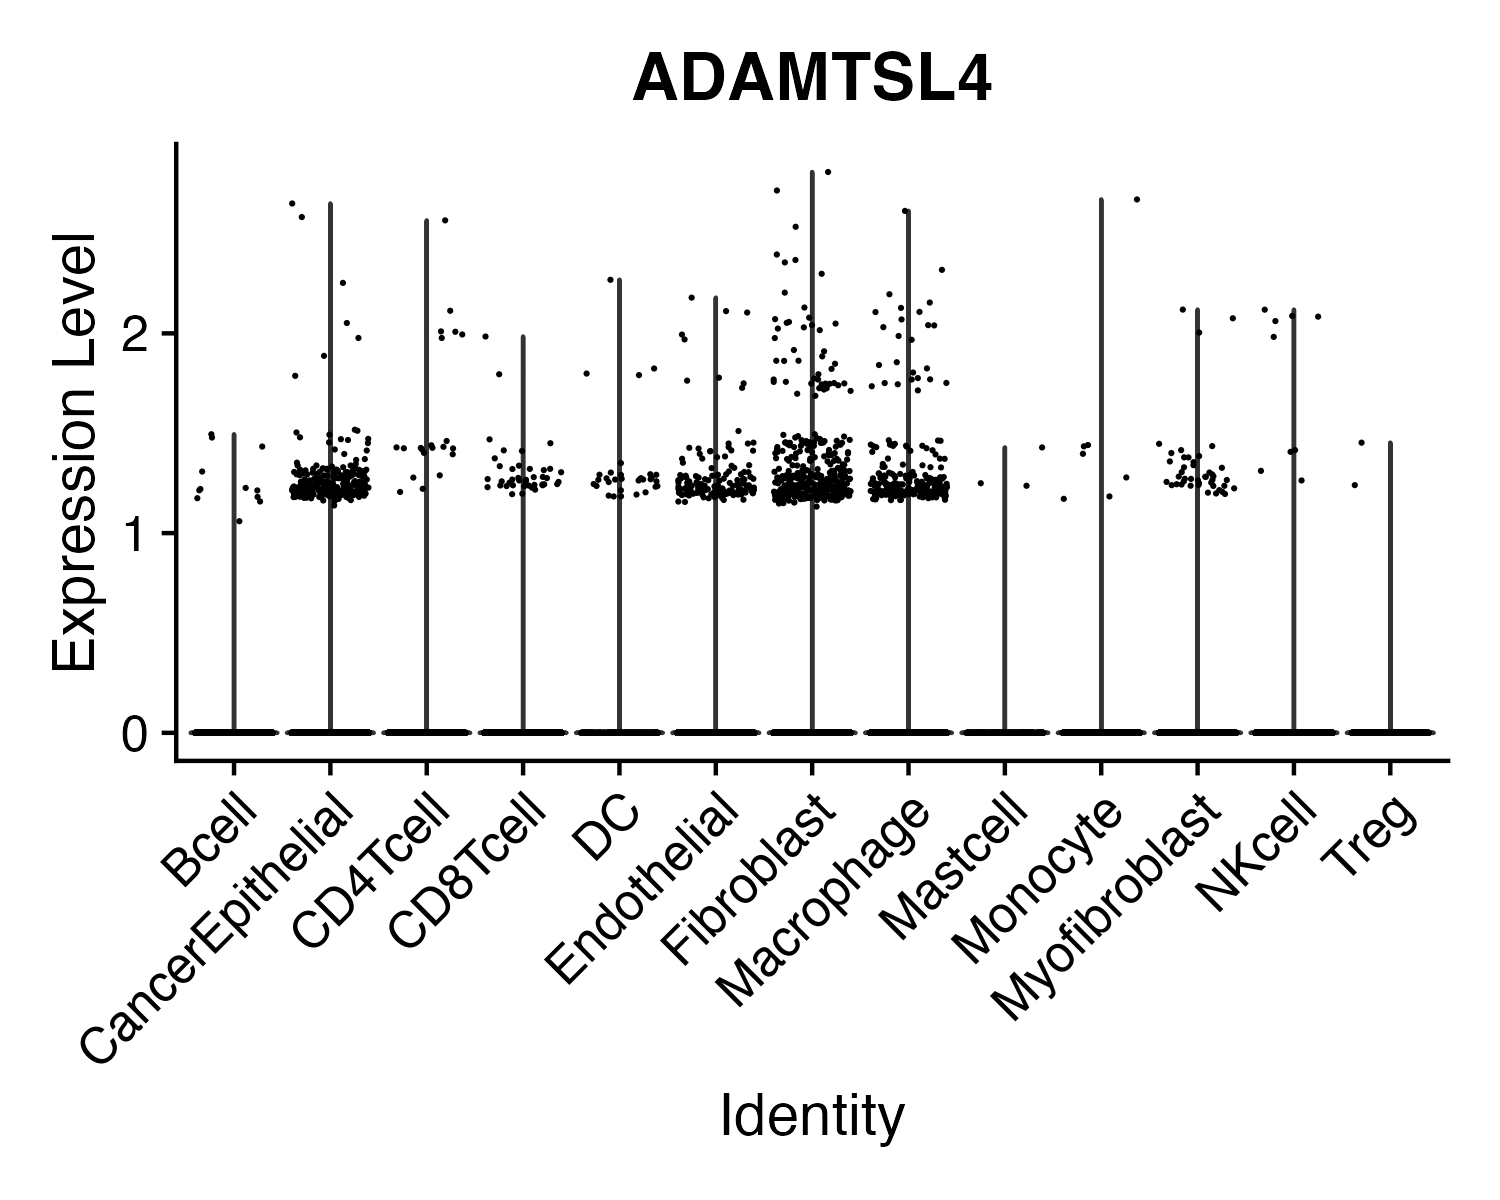 ADAMTSL4
Expression Level
2
1
0
Bcell
CancerEpithelial
CD4Tcell
CD8Tcell
DC
Endothelial
Fibroblast
Macrophage
Mastcell
Monocyte
Myofibroblast
NKcell
Treg
Identity